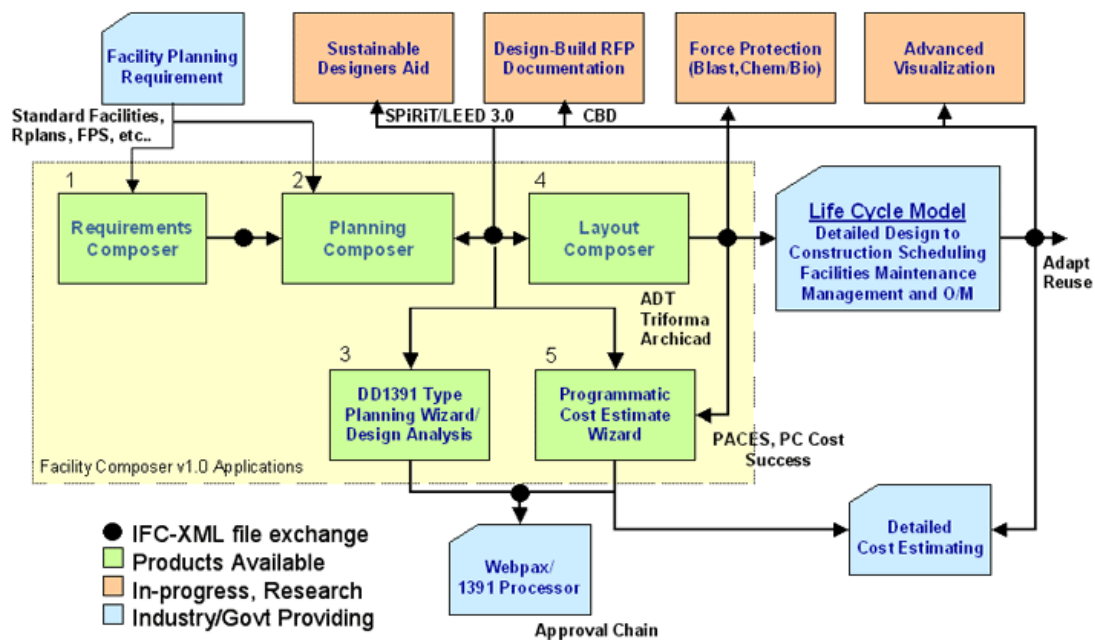 Facility Planning
Requirement
Sustainable
Designers Aid
Design-Build RFP
Documentation
Force Protection
(Blast,Chem/Bio)
Advanced
Visualization
Standard Facilities,
Rplans, FPS, etc..
SPiRiT/LEED 3.0
CBD
1
Requirements
Composer
2
Planning
Composer
4
Layout
Composer
Life Cycle Model
Detailed Design to
Construction Scheduling
Facilities Maintenance
Management and O/M
Adapt
Reuse
ADT
Triforma
Archicad
3
DD1391 Type
Planning Wizard/
Design Analysis
5
Programmatic
Cost Estimate
Wizard
PACES, PC Cost
Success
Facility Composer v1.0 Applications
IFC-XML file exchange
Products Available
In-progress, Research
Industry/Govt Providing
Webpax/
1391 Processor
Approval Chain
Detailed
Cost Estimating